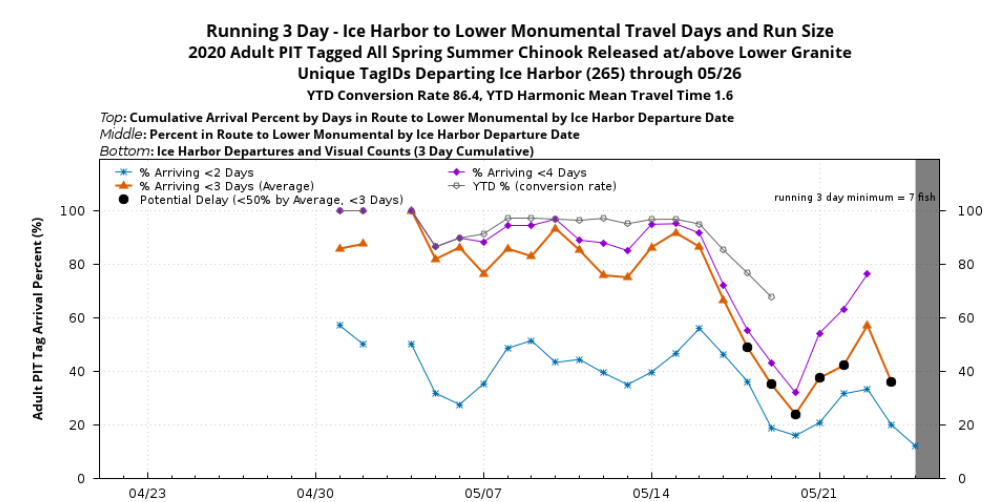 Running 3 Day - Ice Harbor to Lower Monumental Travel Days and Run Size
2020 Adult PIT Tagged All Spring Summer Chinook Released at/above Lower Granite
Unique TagIDs Departing Ice Harbor (265) through 05/26
YTD Conversion Rate 86.4, YTD Harmonic Mean Travel Time 1.6
Top: Cumulative Arrival Percent by Days in Route to Lower Monumental by Ice Harbor Departure Date
Middle: Percent in Route to Lower Monumental by Ice Harbor Departure Date
Bottom: Ice Harbor Departures and Visual Counts (3 Day Cumulative)
% Arriving <2 Days
% Arriving <4 Days
% Arriving <3 Days (Average)
YTD % (conversion rate)
Potential Delay (<50% by Average, <3 Days)
running 3 day minimum = 7 fish
Adult PIT Tag Arrival Percent (%)
100 100
80 80
60 60
40 40
20 20
0 0
04/23 04/30 05/07 05/14 05/21